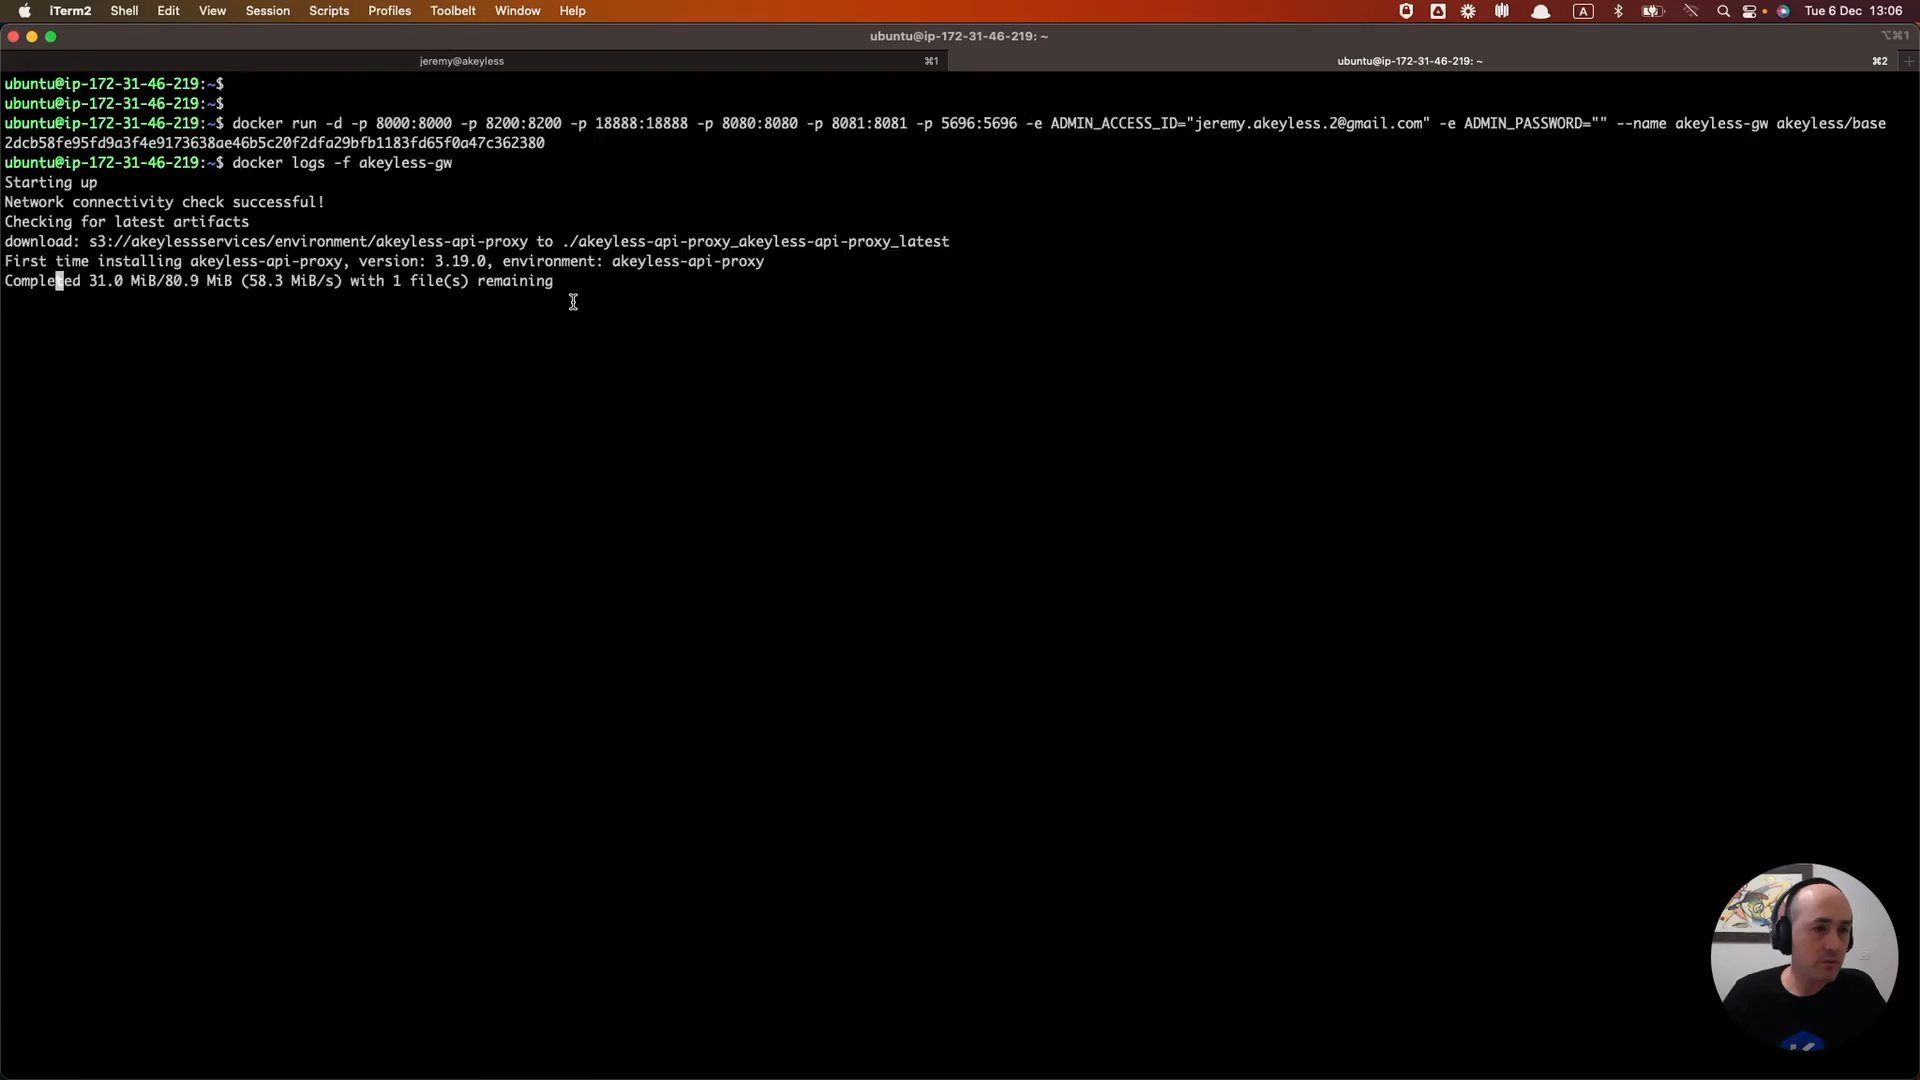 iTerm2 Shell Edit View Session Scripts Profiles Toolbelt Window Help A Tue 6 Dec 13:06
ubuntu@ip-172-31-46-219: ~ ⌥⌘1
jeremy@akeyless ⌘1 ubuntu@ip-172-31-46-219: ~ ⌘2
ubuntu@ip-172-31-46-219:~$
ubuntu@ip-172-31-46-219:~$
ubuntu@ip-172-31-46-219:~$ docker run -d -p 8000:8000 -p 8200:8200 -p 18888:18888 -p 8080:8080 -p 8081:8081 -p 5696:5696 -e ADMIN_ACCESS_ID="jeremy.akeyless.2@gmail.com" -e ADMIN_PASSWORD="" --name akeyless-gw akeyless/base
2dcb58fe95fd9a3f4e9173638ae46b5c20f2dfa29bfb1183fd65f0a47c362380
ubuntu@ip-172-31-46-219:~$ docker logs -f akeyless-gw
Starting up
Network connectivity check successful!
Checking for latest artifacts
download: s3://akeylessservices/environment/akeyless-api-proxy to ./akeyless-api-proxy_akeyless-api-proxy_latest
First time installing akeyless-api-proxy, version: 3.19.0, environment: akeyless-api-proxy
Completed 31.0 MiB/80.9 MiB (58.3 MiB/s) with 1 file(s) remaining